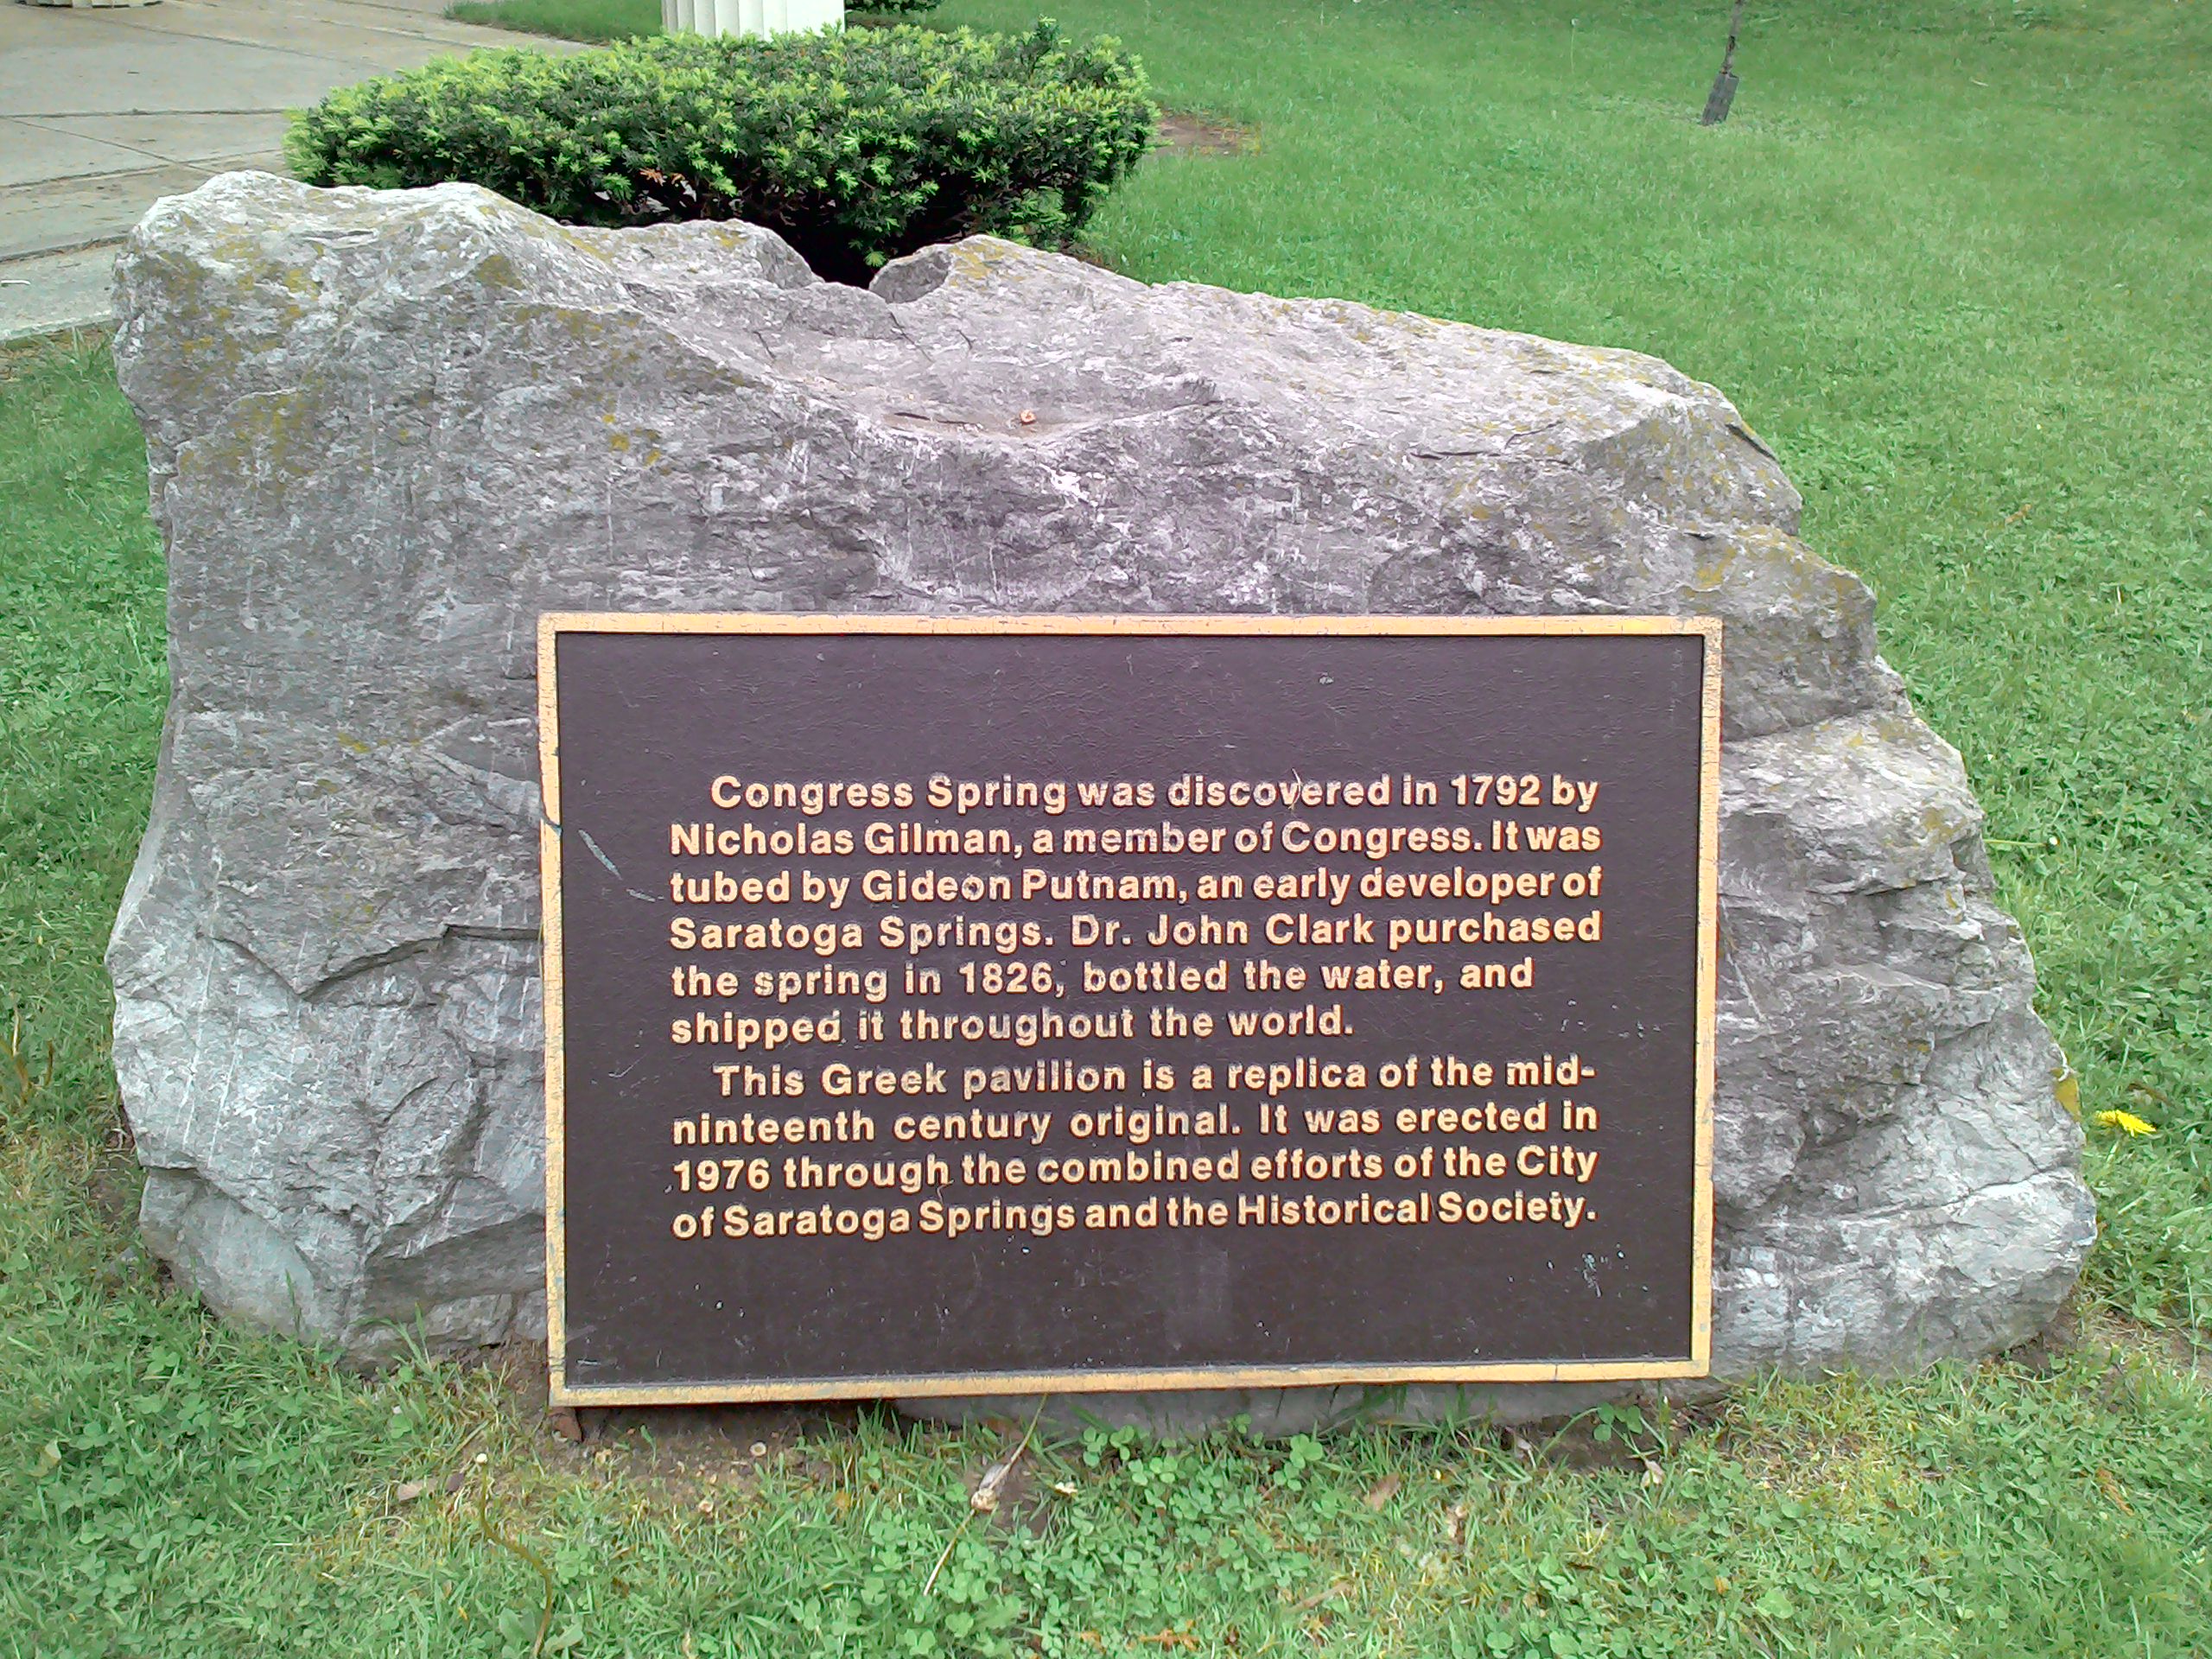 Congress Spring was discovered in 1792 by
Nicholas Gilman, a member of Congress. It was
tubed by Gideon Putnam, an early developer of
Saratoga Springs. Dr. John Clark purchased
the spring in 1826, bottled the water, and
shipped it throughout the world.
This Greek pavilion is a replica of the mid-
ninteenth century original. It was erected in
1976 through the combined efforts of the City
of Saratoga Springs and the Historical Society.